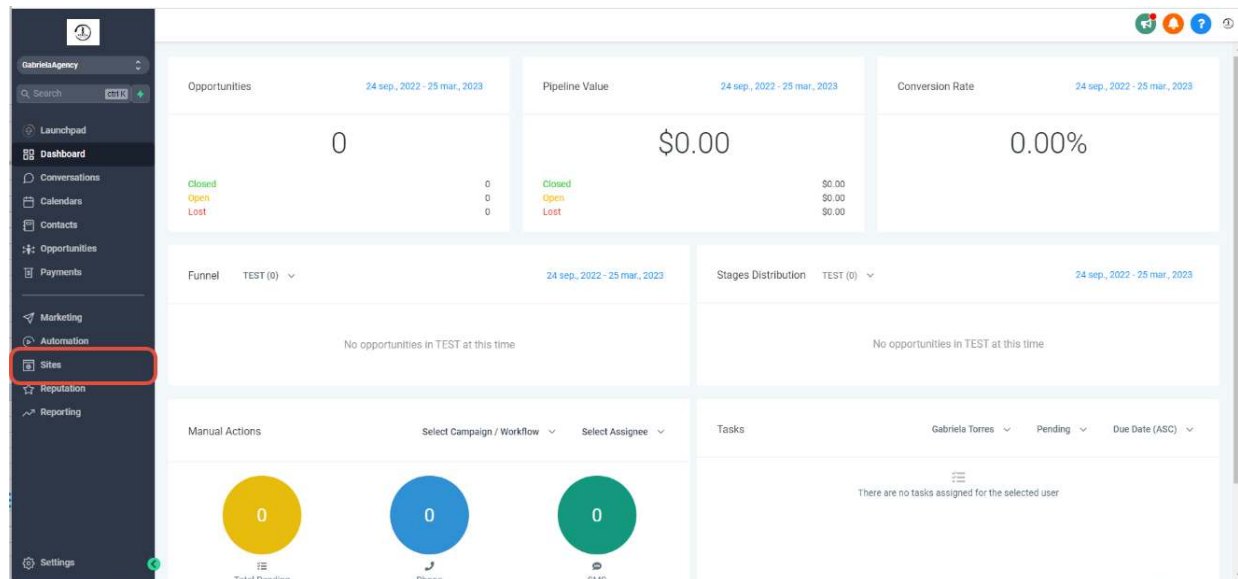 GabrielaAgency
Search ctrl K
Launchpad
Dashboard
Conversations
Calendars
Contacts
Opportunities
Payments
Marketing
Automation
Sites
Reputation
Reporting
Settings
Opportunities 24 sep., 2022 - 25 mar., 2023
0
Closed 0
Open 0
Lost 0
Pipeline Value 24 sep., 2022 - 25 mar., 2023
$0.00
Closed $0.00
Open $0.00
Lost $0.00
Conversion Rate 24 sep., 2022 - 25 mar., 2023
0.00%
Funnel TEST (0) 24 sep., 2022 - 25 mar., 2023
No opportunities in TEST at this time
Stages Distribution TEST (0) 24 sep., 2022 - 25 mar., 2023
No opportunities in TEST at this time
Manual Actions Select Campaign / Workflow Select Assignee
0 0 0
Total Pending Phone SMS
Tasks Gabriela Torres Pending Due Date (ASC)
There are no tasks assigned for the selected user